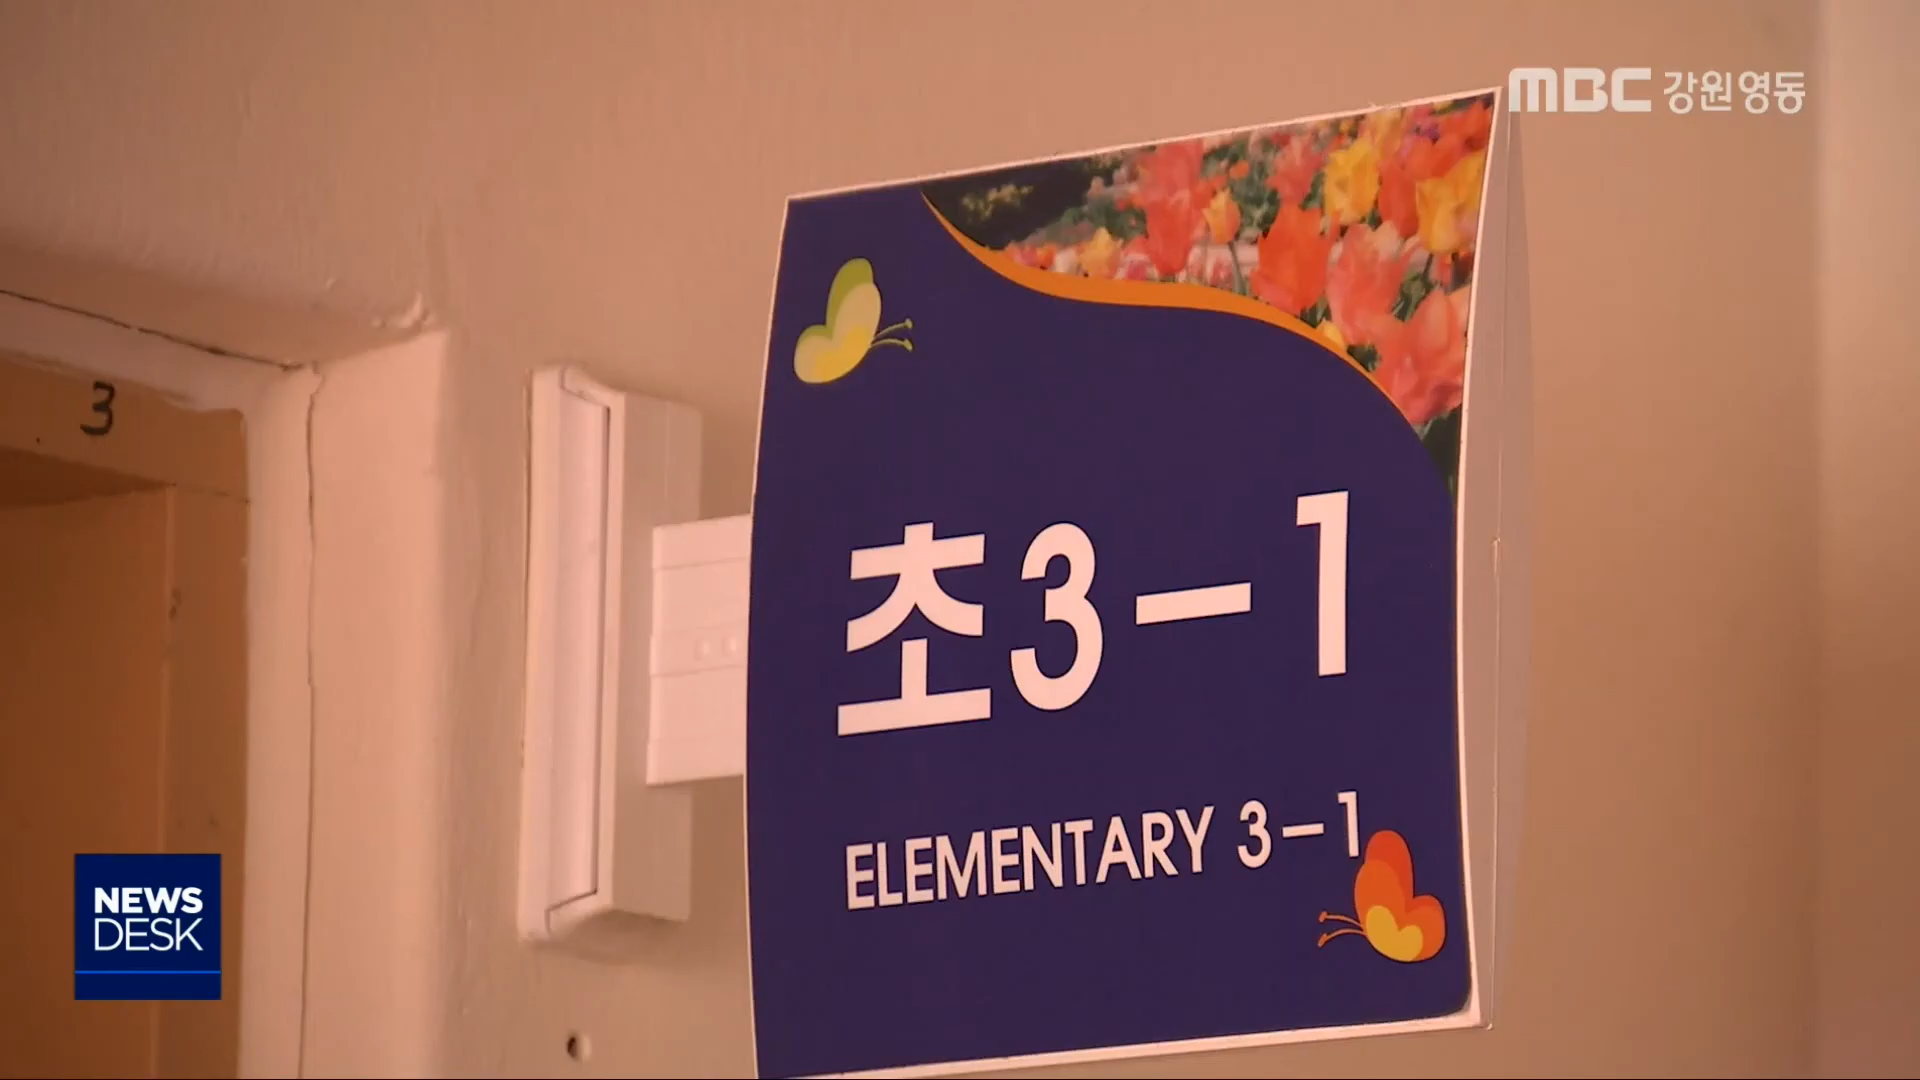 MBC 강원영동
3
초3-1
ELEMENTARY 3-1
NEWS
DESK